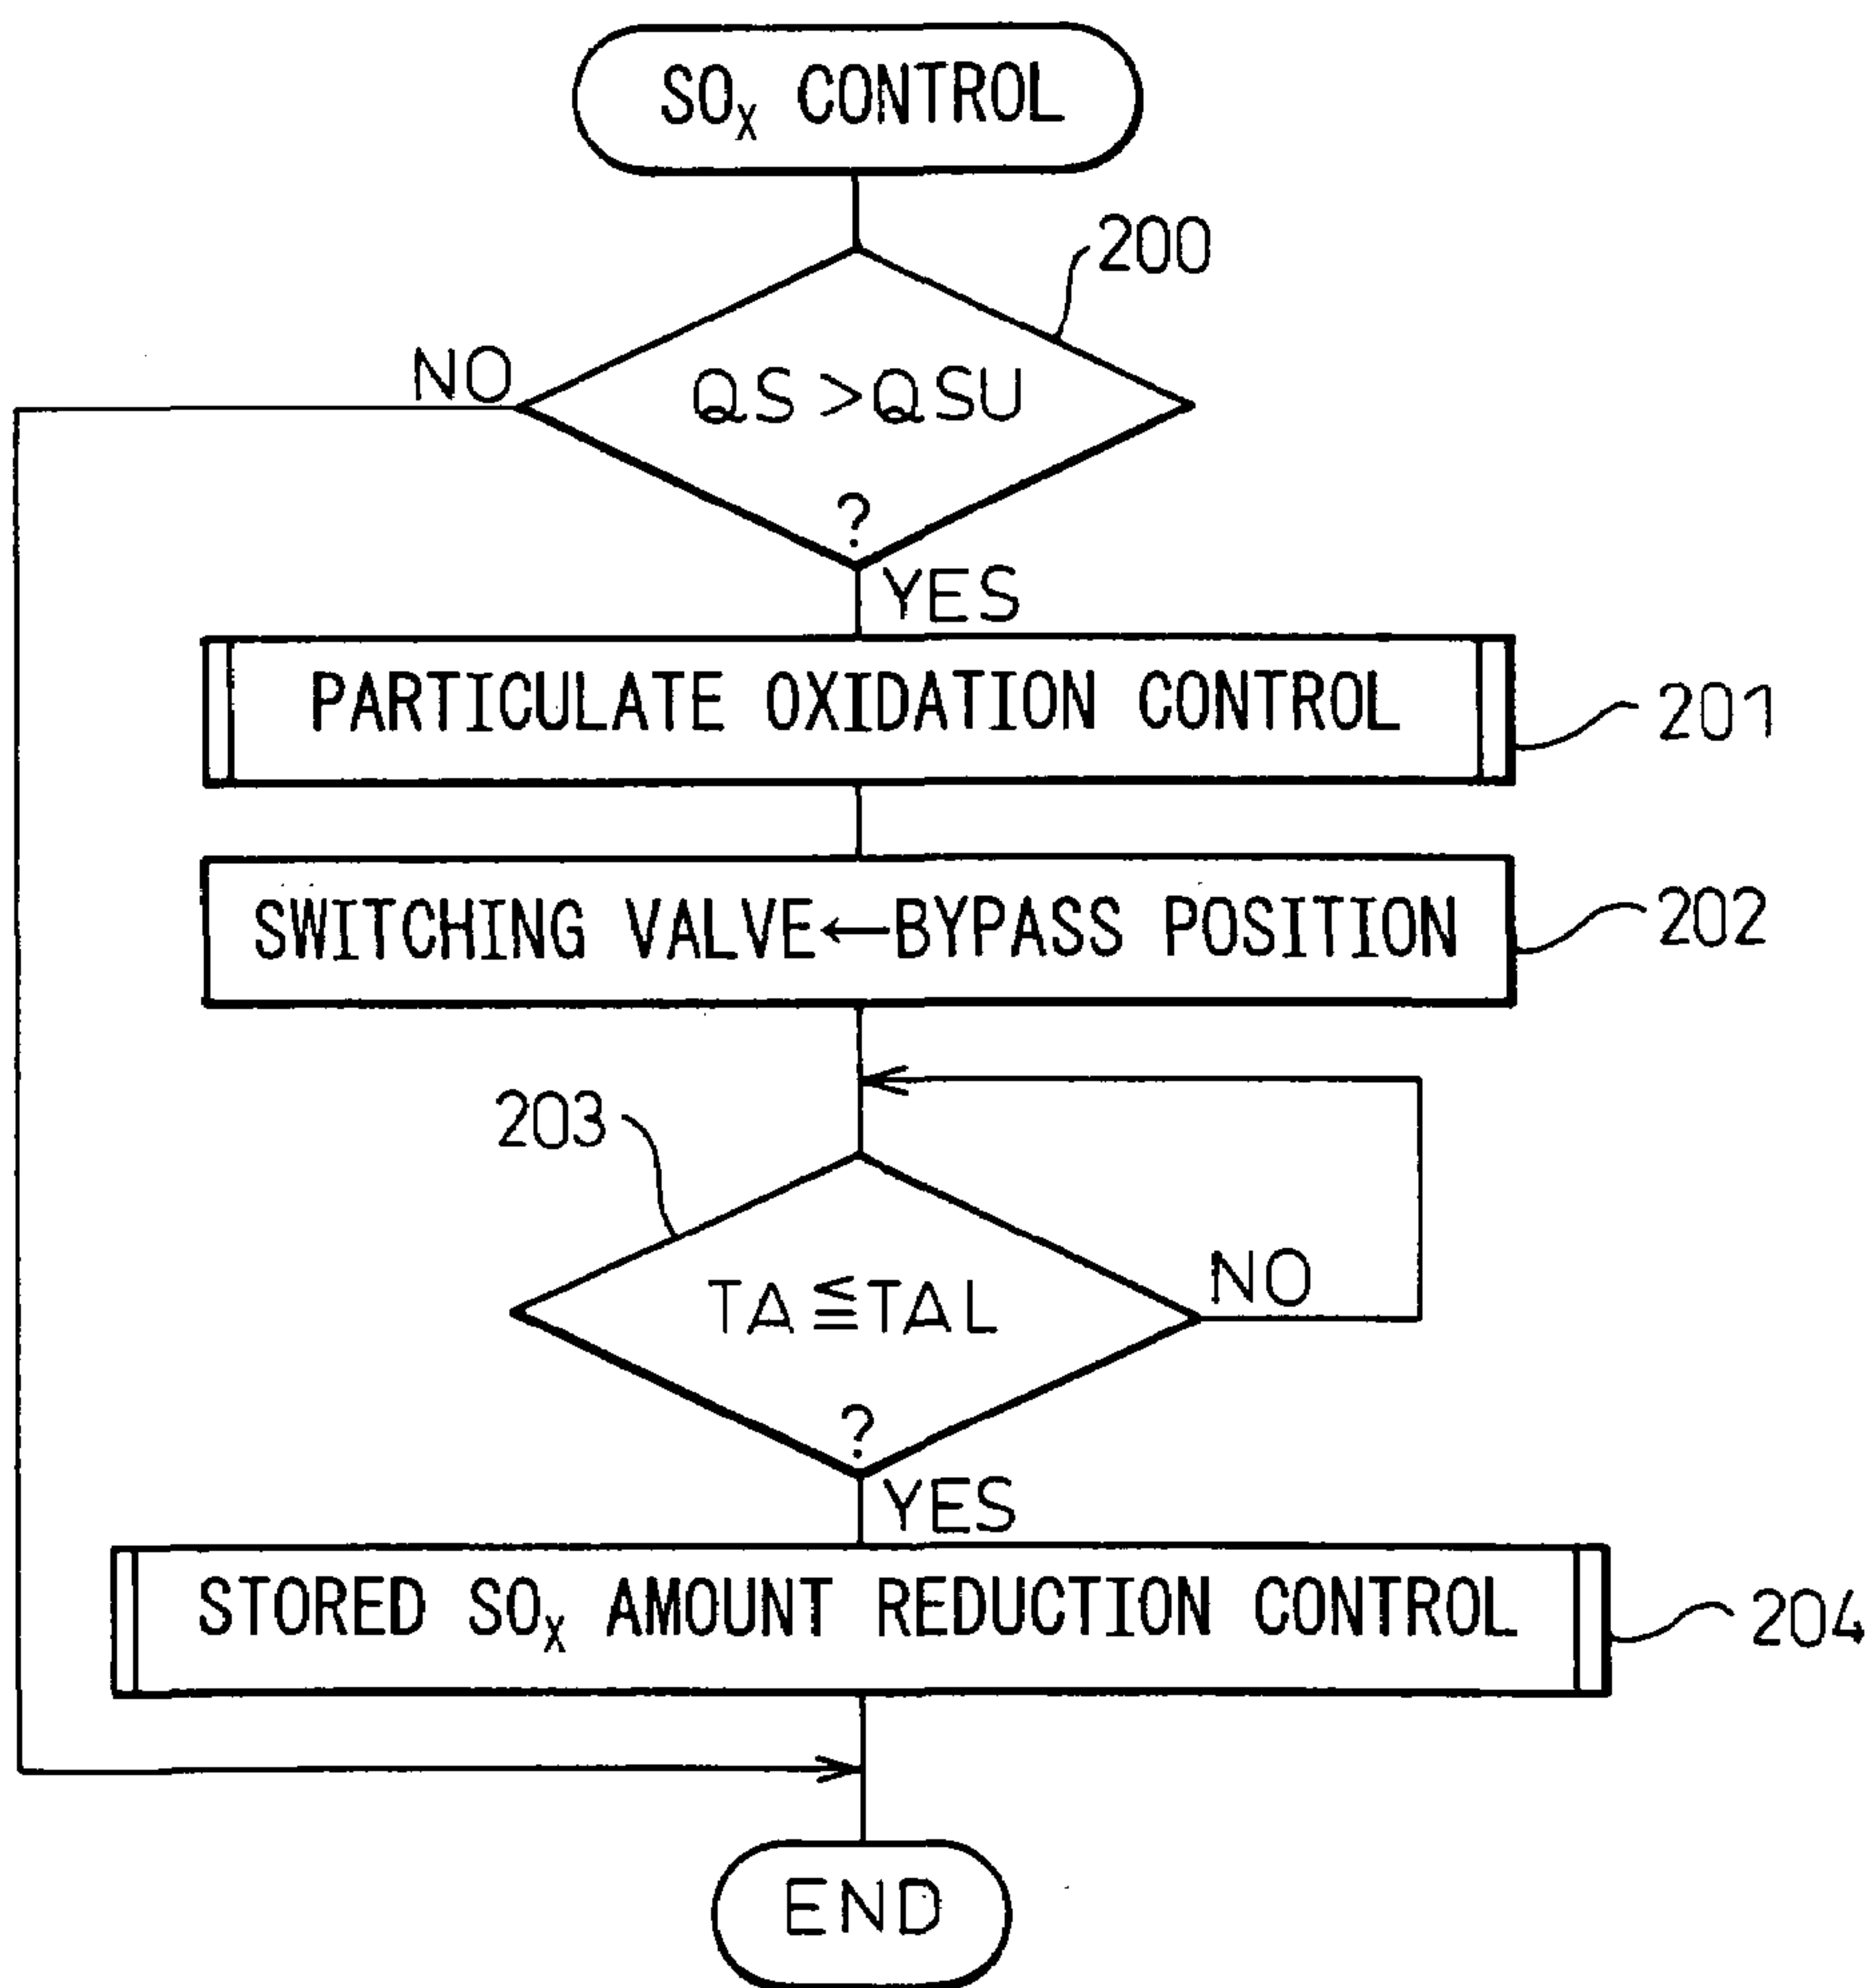 SOX CONTROL
200
NO
QS>QSU
?
YES
PARTICULATE OXIDATION CONTROL
201
SWITCHING VALVE←BYPASS POSITION
202
203
TA≦TAL
NO
?
YES
STORED SOX AMOUNT REDUCTION CONTROL
204
END